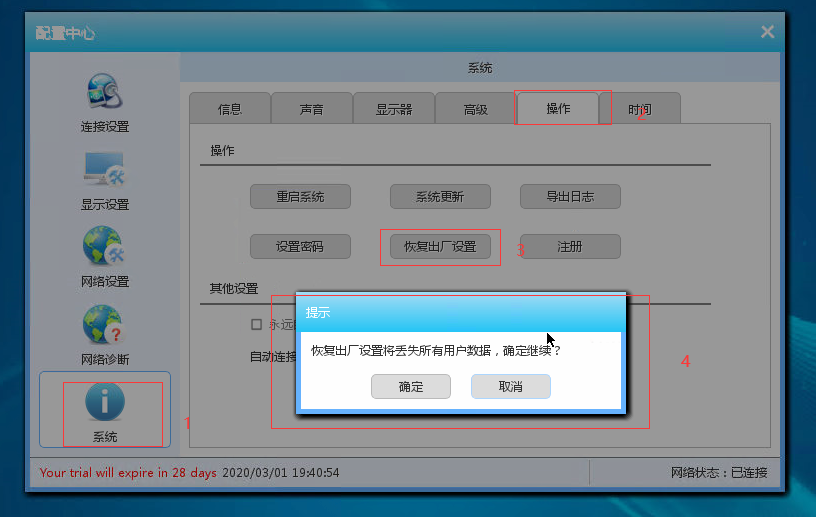 配置中心
系统
连接设置
显示设置
网络设置
网络诊断
系统
1
信息 声音 显示器 高级 操作 时间
2
操作
重启系统 系统更新 导出日志
设置密码 恢复出厂设置 注册
3
其他设置
永远
自动连接
提示
恢复出厂设置将丢失所有用户数据，确定继续？
确定 取消
4
Your trial will expire in 28 days 2020/03/01 19:40:54 网络状态：已连接